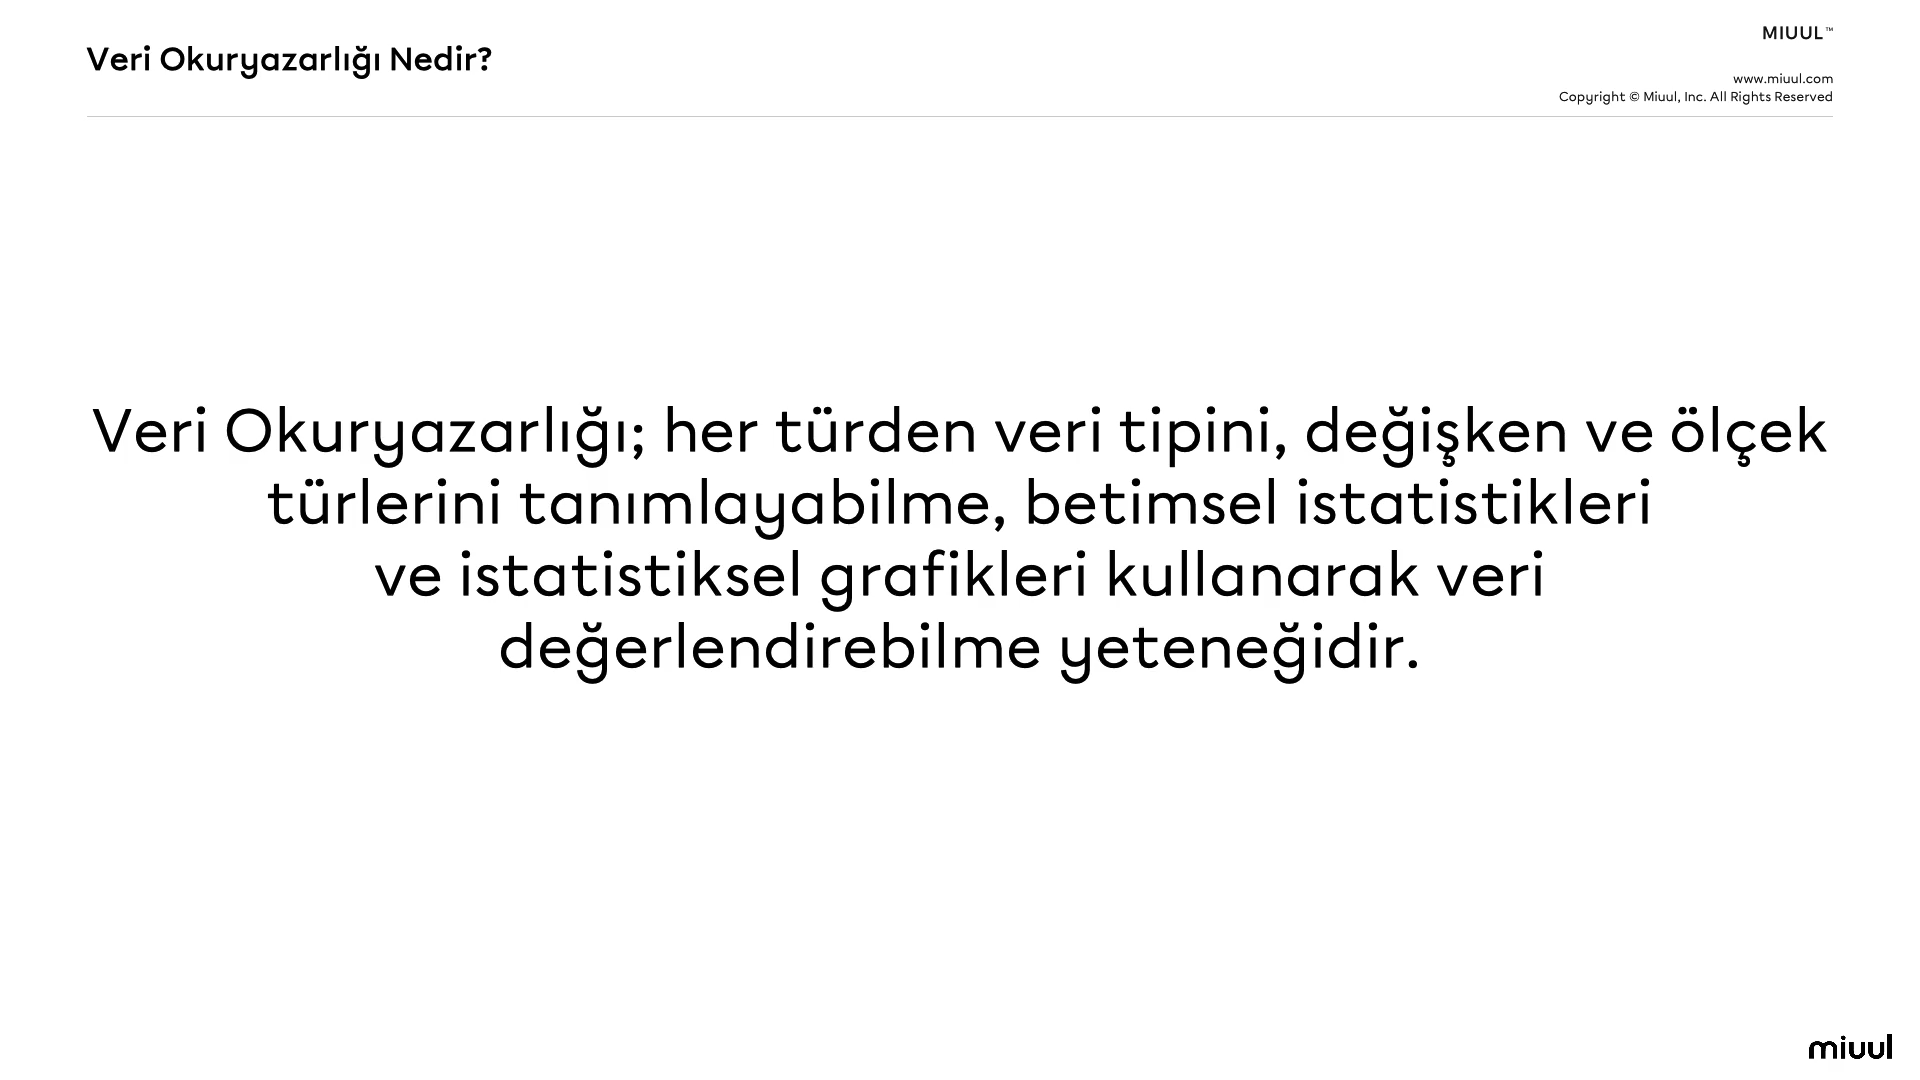 Veri Okuryazarlığı Nedir?
MIUUL™
www.miuul.com
Copyright © Miuul, Inc. All Rights Reserved
Veri Okuryazarlığı; her türden veri tipini, değişken ve ölçek
türlerini tanımlayabilme, betimsel istatistikleri
ve istatistiksel grafikleri kullanarak veri
değerlendirebilme yeteneğidir.
miuul